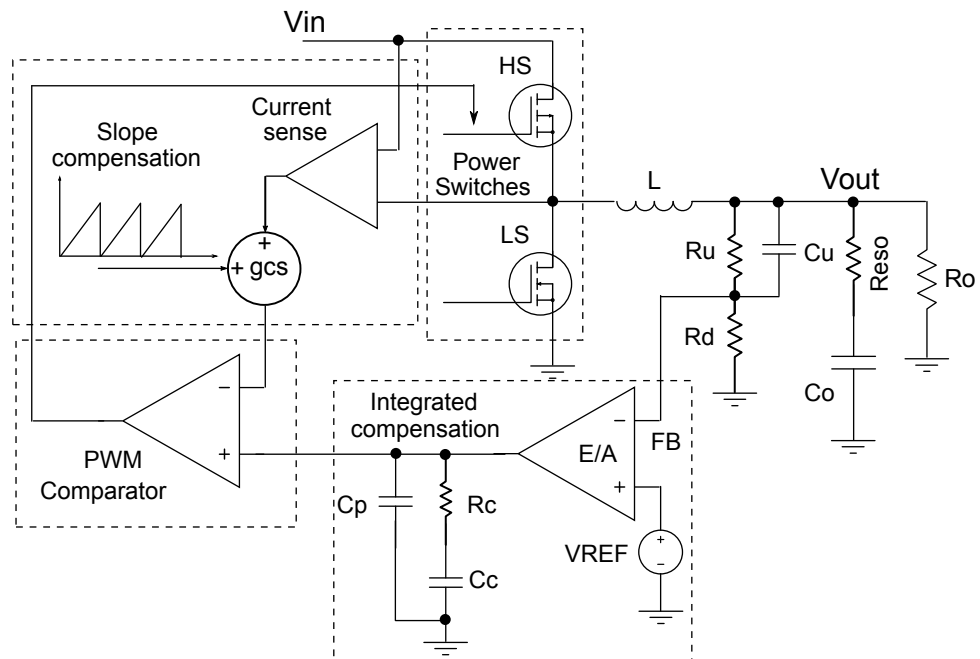 Vin
HS
Current
sense
Slope
compensation
Power
Switches
L
Vout
+
+ gcs
LS
Ru
Cu
Reso
Ro
Rd
Co
−
+
PWM
Comparator
Integrated
compensation
−
E/A
FB
+
Cp
Rc
VREF
+
−
Cc